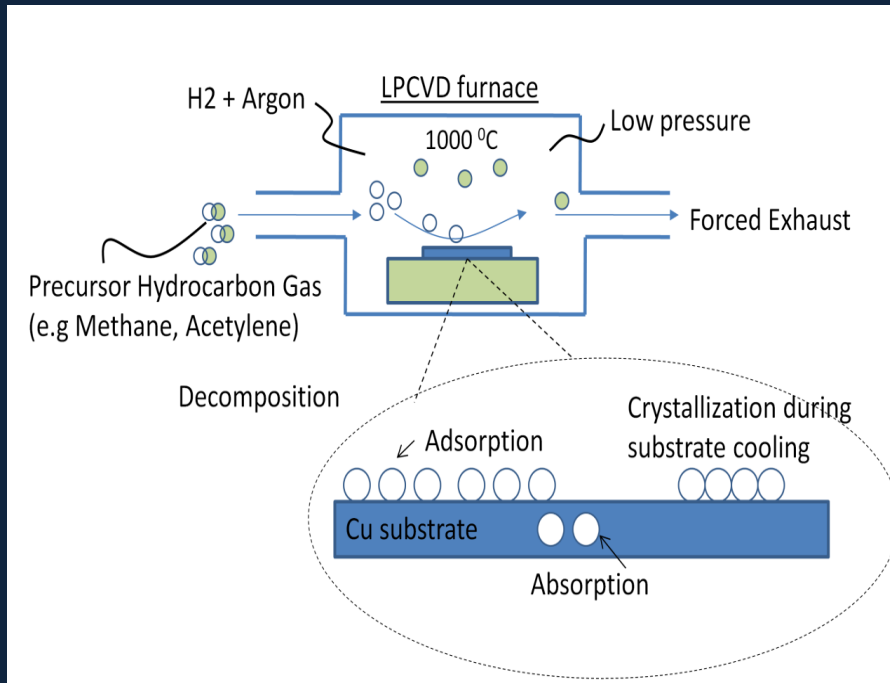 LPCVD furnace
H2 + Argon
1000 ⁰C
Low pressure
Forced Exhaust
Precursor Hydrocarbon Gas
(e.g Methane, Acetylene)
Decomposition
Adsorption
Crystallization during
substrate cooling
Cu substrate
Absorption